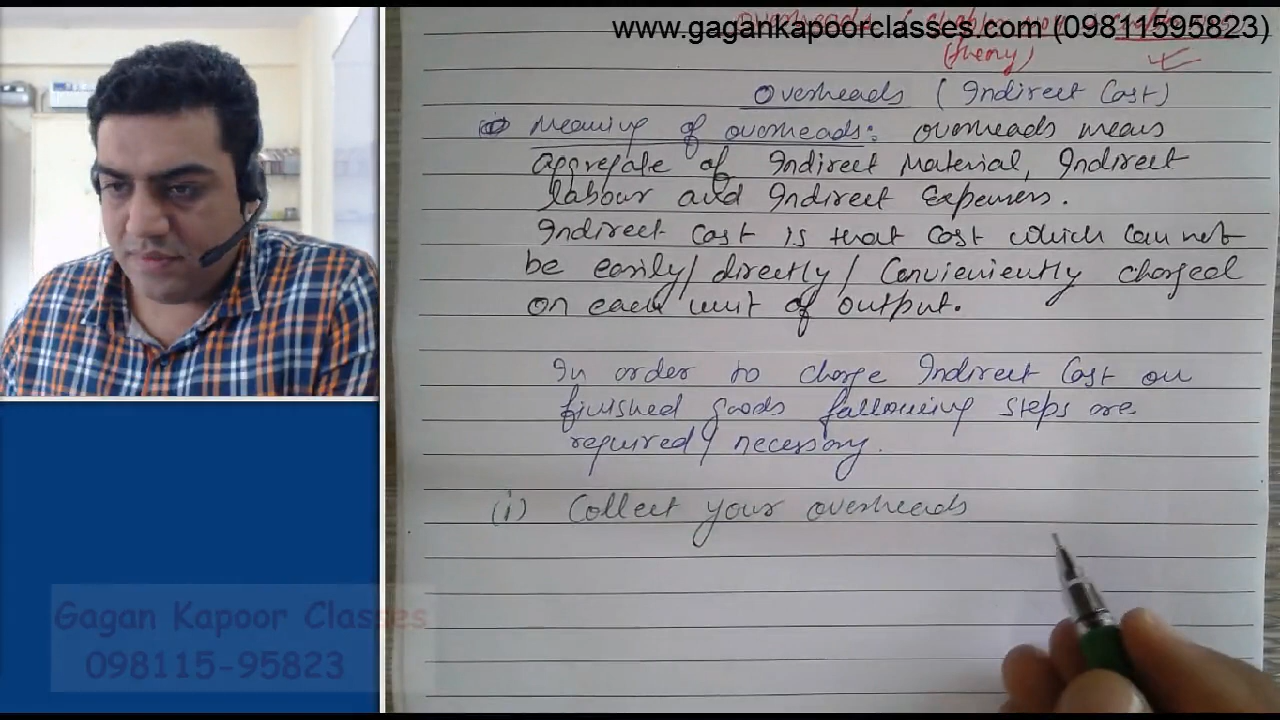 www.gagankapoorclasses.com (09811595823)
overheads
(theory)
Overheads (Indirect Cost)
Meaning of overheads: overheads means
Aggregate of Indirect Material, Indirect
labour and Indirect Expenses.
Indirect Cost is that cost which can not
be easily/directly/Convieniently charged
on each unit of output.
In order to charge Indirect Cost on
finished goods fallowing steps are
required/necessary.
(i) Collect your overheads
Gagan Kapoor Classes
098115-95823